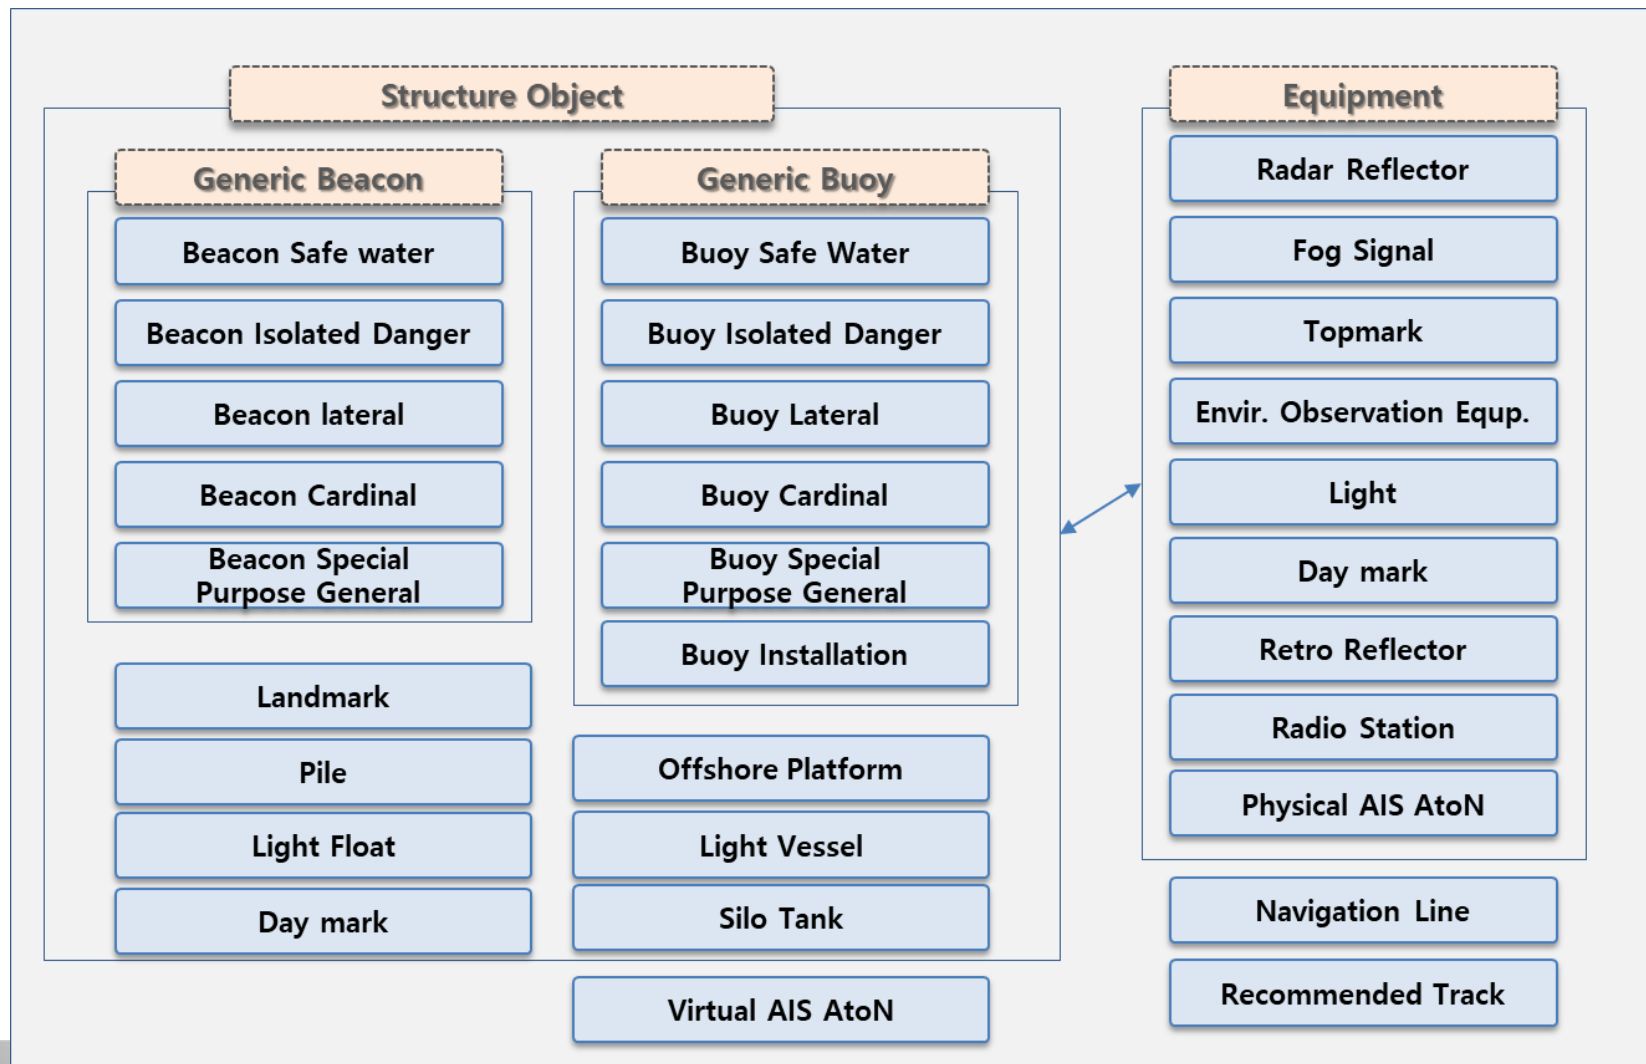 Structure Object
Generic Beacon
Beacon Safe water
Beacon Isolated Danger
Beacon lateral
Beacon Cardinal
Beacon Special
Purpose General
Landmark
Pile
Light Float
Day mark
Generic Buoy
Buoy Safe Water
Buoy Isolated Danger
Buoy Lateral
Buoy Cardinal
Buoy Special
Purpose General
Buoy Installation
Offshore Platform
Light Vessel
Silo Tank
Virtual AIS AtoN
Equipment
Radar Reflector
Fog Signal
Topmark
Envir. Observation Equp.
Light
Day mark
Retro Reflector
Radio Station
Physical AIS AtoN
Navigation Line
Recommended Track